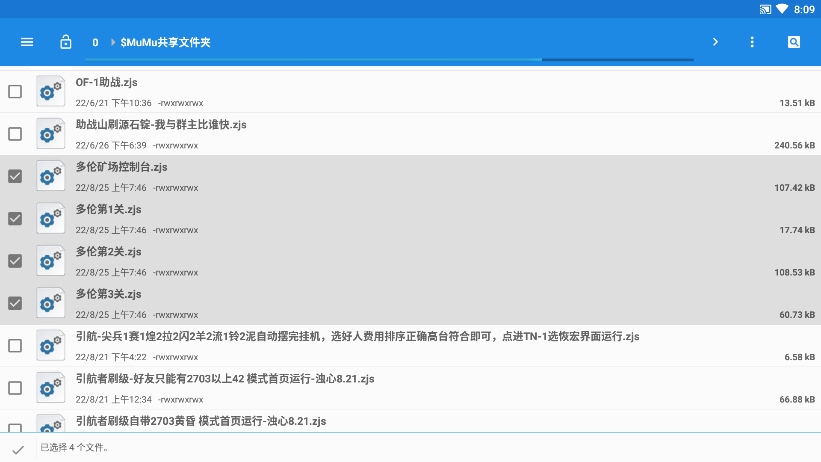 8:09
0 $MuMu共享文件夹
OF-1助战.zjs
22/6/21 下午10:36 -rwxrwxrwx 13.51 kB
助战山刷源石锭-我与群主比谁快.zjs
22/6/26 下午6:39 -rwxrwxrwx 240.56 kB
多伦矿场控制台.zjs
22/8/25 上午7:46 -rwxrwxrwx 107.42 kB
多伦第1关.zjs
22/8/25 上午7:46 -rwxrwxrwx 17.74 kB
多伦第2关.zjs
22/8/25 上午7:46 -rwxrwxrwx 108.53 kB
多伦第3关.zjs
22/8/25 上午7:46 -rwxrwxrwx 60.73 kB
引航-尖兵1赛1煌2拉2闪2羊2流1铃2泥自动摆完挂机，选好人费用排序正确高台符合即可，点进TN-1选恢宏界面运行.zjs
22/8/21 下午4:22 -rwxrwxrwx 6.58 kB
引航者刷级-好友只能有2703以上42 模式首页运行-浊心8.21.zjs
22/8/21 上午12:34 -rwxrwxrwx 66.88 kB
引航者刷级自带2703黄昏 模式首页运行-浊心8.21.zjs
已选择 4 个文件。